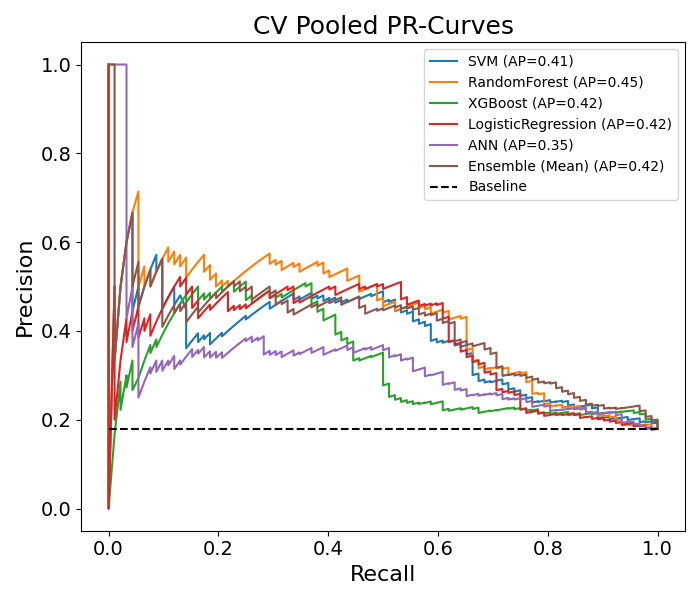 CV Pooled PR-Curves
SVM (AP=0.41)
RandomForest (AP=0.45)
XGBoost (AP=0.42)
LogisticRegression (AP=0.42)
ANN (AP=0.35)
Ensemble (Mean) (AP=0.42)
Baseline
Precision
1.0
0.8
0.6
0.4
0.2
0.0
0.0 0.2 0.4 0.6 0.8 1.0
Recall